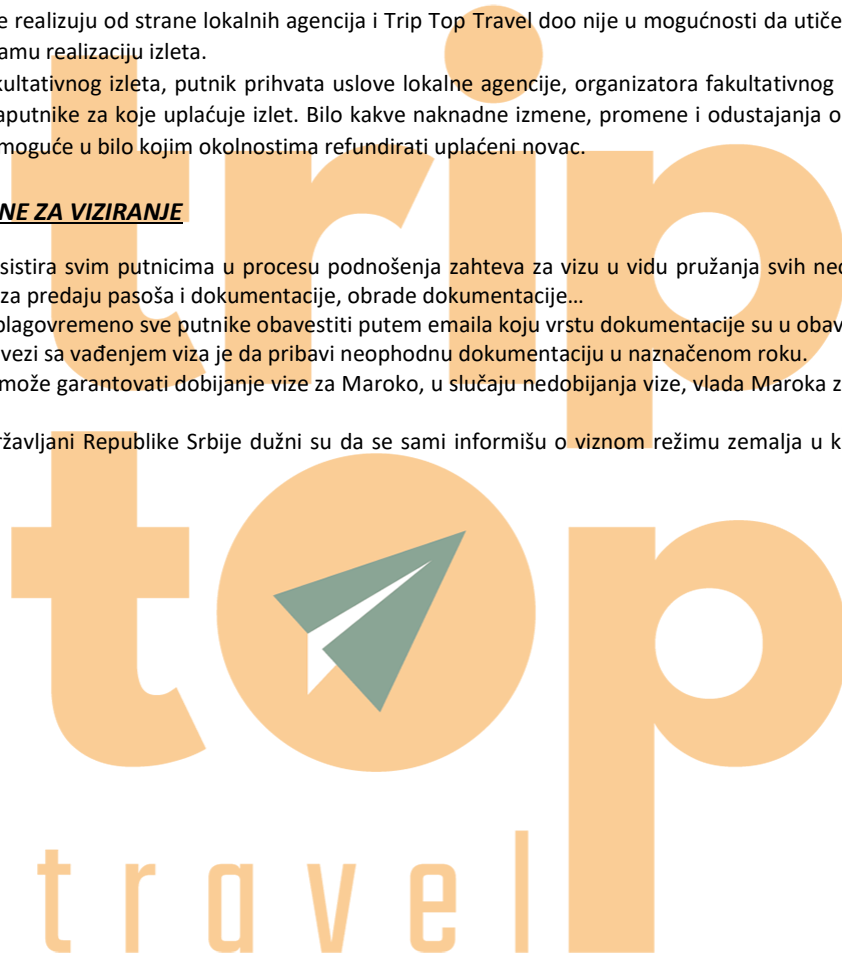 e realizuju od strane lokalnih agencija i Trip Top Travel doo nije u mogućnosti da utiče
amu realizaciju izleta.
kultativnog izleta, putnik prihvata uslove lokalne agencije, organizatora fakultativnog
aputnike za koje uplaćuje izlet. Bilo kakve naknadne izmene, promene i odustajanja o
moguće u bilo kojim okolnostima refundirati uplaćeni novac.
NE ZA VIZIRANJE
sistira svim putnicima u procesu podnošenja zahteva za vizu u vidu pružanja svih neo
za predaju pasoša i dokumentacije, obrade dokumentacije…
blagovremeno sve putnike obavestiti putem emaila koju vrstu dokumentacije su u obav
vezi sa vađenjem viza je da pribavi neophodnu dokumentaciju u naznačenom roku.
može garantovati dobijanje vize za Maroko, u slučaju nedobijanja vize, vlada Maroka z
ržavljani Republike Srbije dužni su da se sami informišu o viznom režimu zemalja u k
trip
top
travel